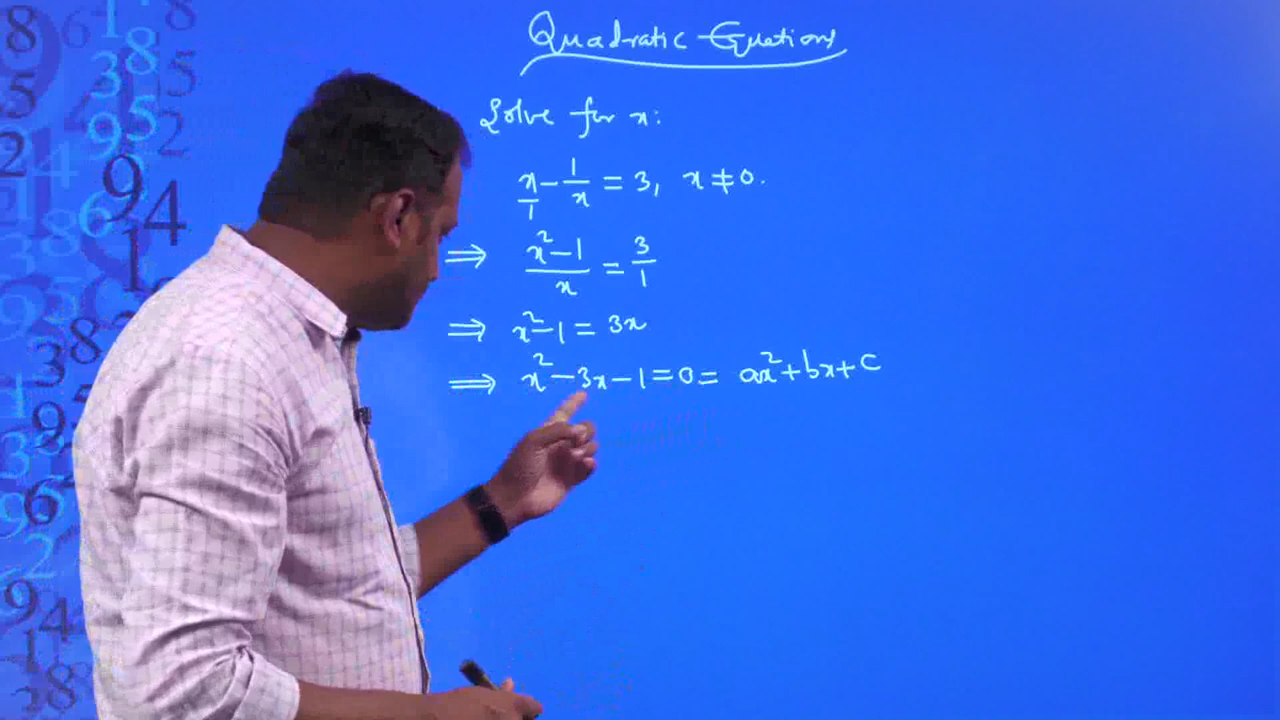 Quadratic Equations
Solve for x:
x/1 - 1/x = 3, x ≠ 0.
⇒ x² - 1 / x = 3/1
⇒ x² - 1 = 3x
⇒ x² - 3x - 1 = 0 = ax² + bx + c